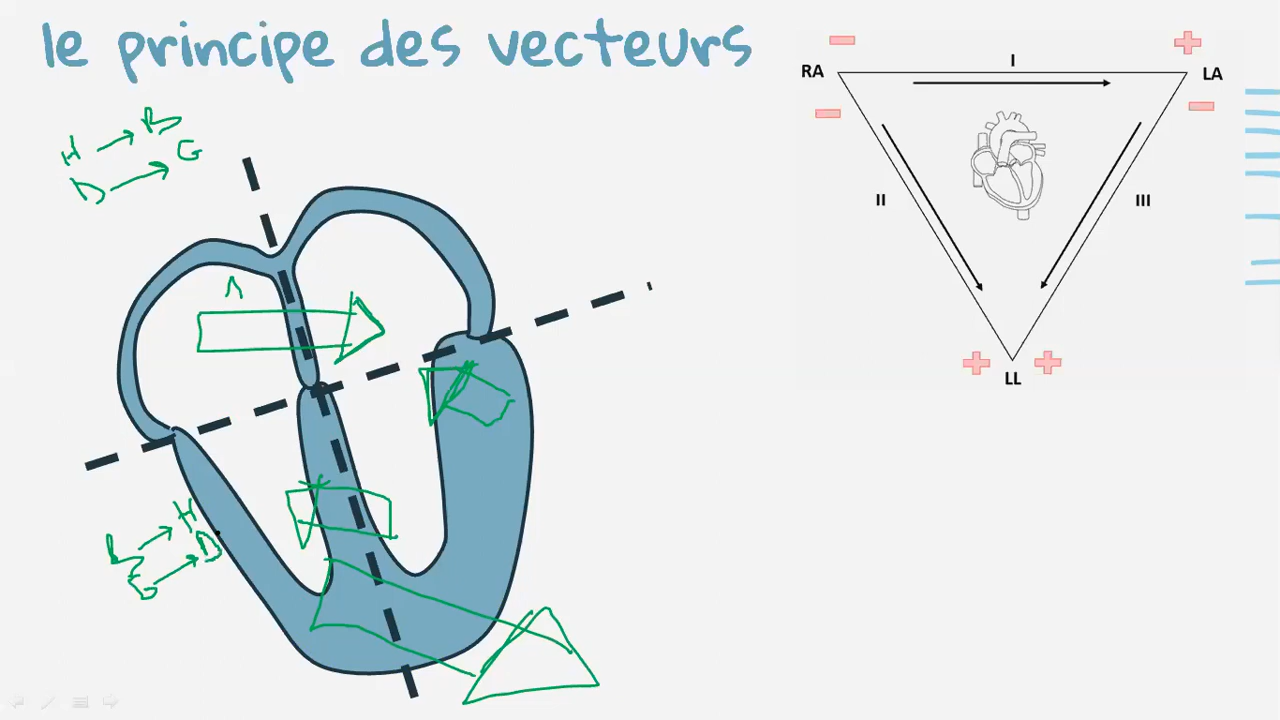 le principe des vecteurs
H → B
D → G
RA
I
LA
II
III
LL
B → H
G → D